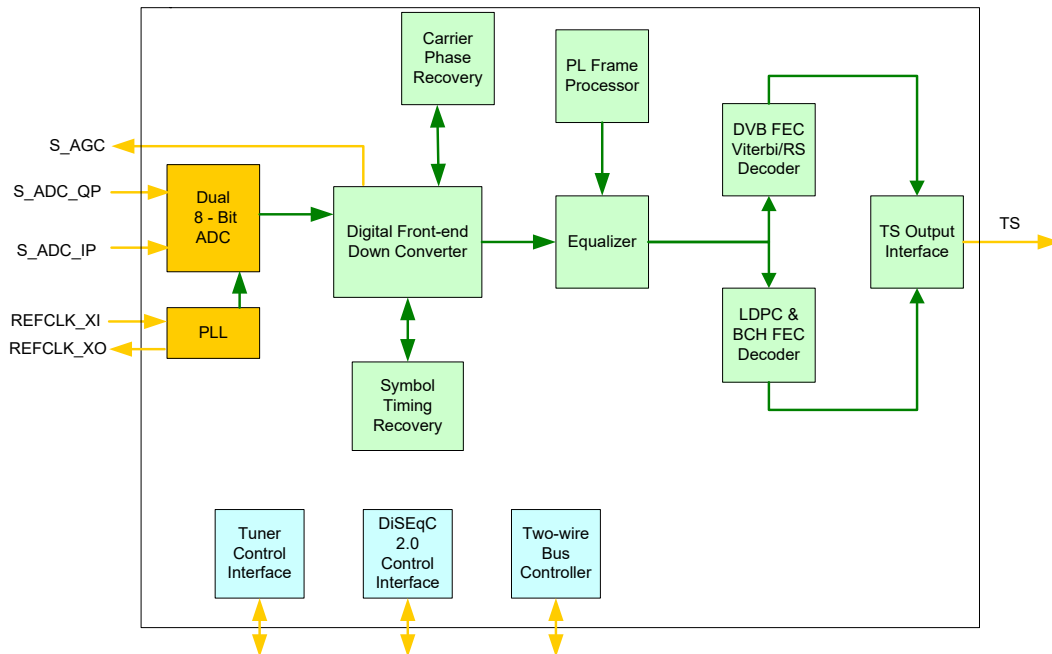 Carrier
Phase
Recovery
PL Frame
Processor
DVB FEC
Viterbi/RS
Decoder
S_AGC
S_ADC_QP
S_ADC_IP
Dual
8 - Bit
ADC
Digital Front-end
Down Converter
Equalizer
TS Output
Interface
TS
REFCLK_XI
REFCLK_XO
PLL
LDPC &
BCH FEC
Decoder
Symbol
Timing
Recovery
Tuner
Control
Interface
DiSEqC
2.0
Control
Interface
Two-wire
Bus
Controller